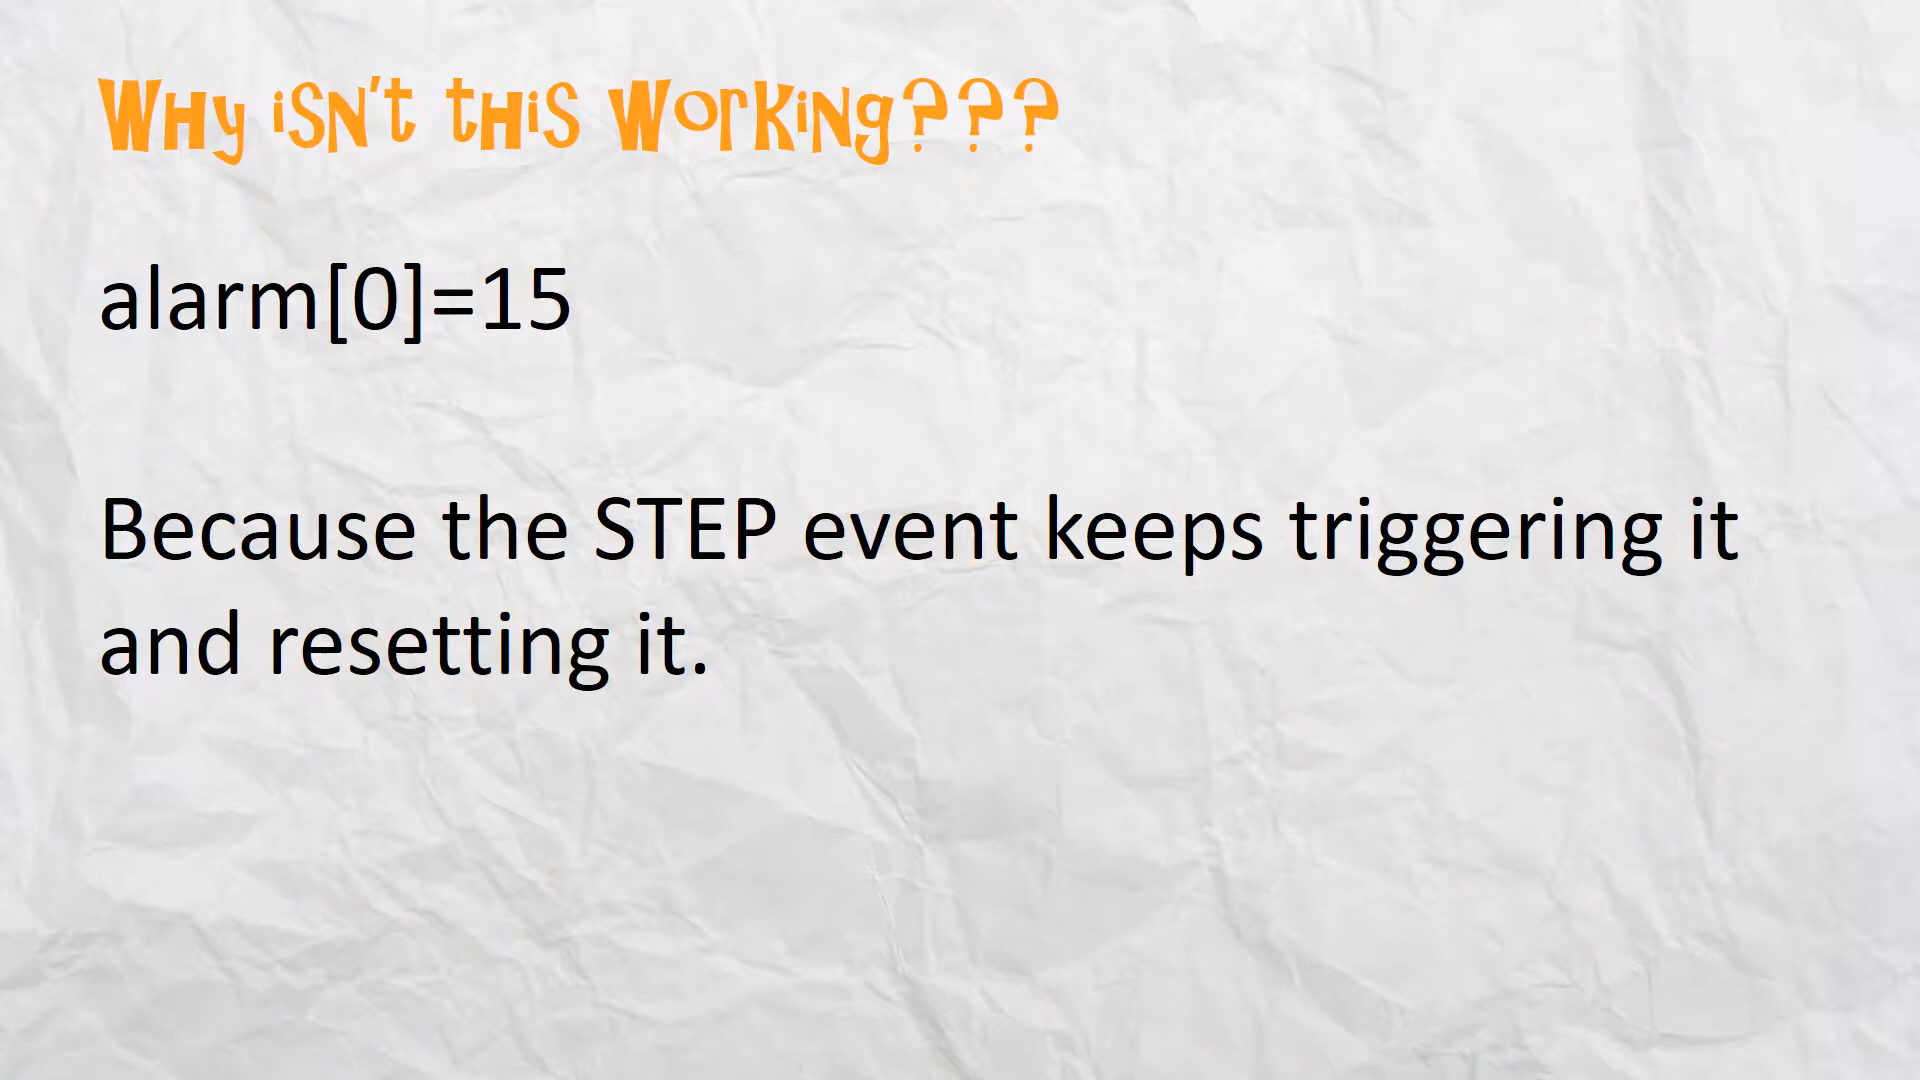 Why isn't this working???
alarm[0]=15
Because the STEP event keeps triggering it
and resetting it.